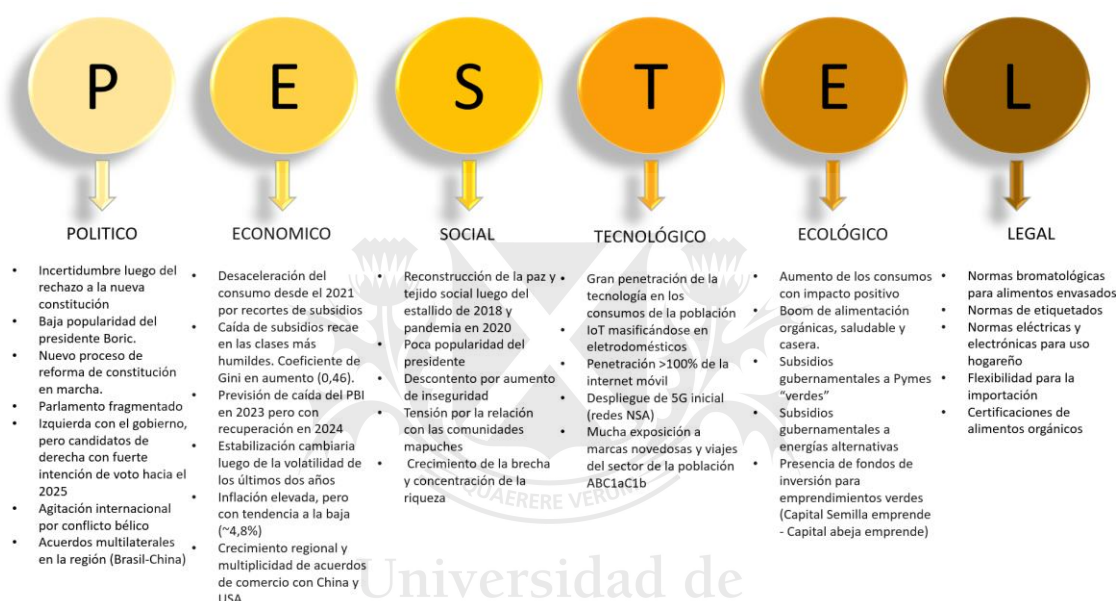 P
E
S
T
E
L
POLITICO
Incertidumbre luego del
rechazo a la nueva
constitución
Baja popularidad del
presidente Boric.
Nuevo proceso de
reforma de constitución
en marcha.
Parlamento fragmentado
Izquierda con el gobierno,
pero candidatos de
derecha con fuerte
intención de voto hacia el
2025
Agitación internacional
por conflicto bélico
Acuerdos multilaterales
en la región (Brasil-China)
ECONOMICO
Desaceleración del
consumo desde el 2021
por recortes de subsidios
Caída de subsidios recae
en las clases más
humildes. Coeficiente de
Gini en aumento (0,46).
Previsión de caída del PBI
en 2023 pero con
recuperación en 2024
Estabilización cambiaria
luego de la volatilidad de
los últimos dos años
Inflación elevada, pero
con tendencia a la baja
(~4,8%)
Crecimiento regional y
multiplicidad de acuerdos
de comercio con China y
USA
SOCIAL
Reconstrucción de la paz y
tejido social luego del
estallido de 2018 y
pandemia en 2020
Poca popularidad del
presidente
Descontento por aumento
de inseguridad
Tensión por la relación
con las comunidades
mapuches
Crecimiento de la brecha
y concentración de la
riqueza
TECNOLÓGICO
Gran penetración de la
tecnología en los
consumos de la población
IoT masificándose en
eletrodomésticos
Penetración >100% de la
internet móvil
Despliegue de 5G inicial
(redes NSA)
Mucha exposición a
marcas novedosas y viajes
del sector de la población
ABC1aC1b
ECOLÓGICO
Aumento de los consumos
con impacto positivo
Boom de alimentación
orgánicas, saludable y
casera.
Subsidios
gubernamentales a Pymes
“verdes”
Subsidios
gubernamentales a
energías alternativas
Presencia de fondos de
inversión para
emprendimientos verdes
(Capital Semilla emprende
- Capital abeja emprende)
LEGAL
Normas bromatológicas
para alimentos envasados
Normas de etiquetados
Normas eléctricas y
electrónicas para uso
hogareño
Flexibilidad para la
importación
Certificaciones de
alimentos orgánicos
QUAERERE VERUM
Universidad de